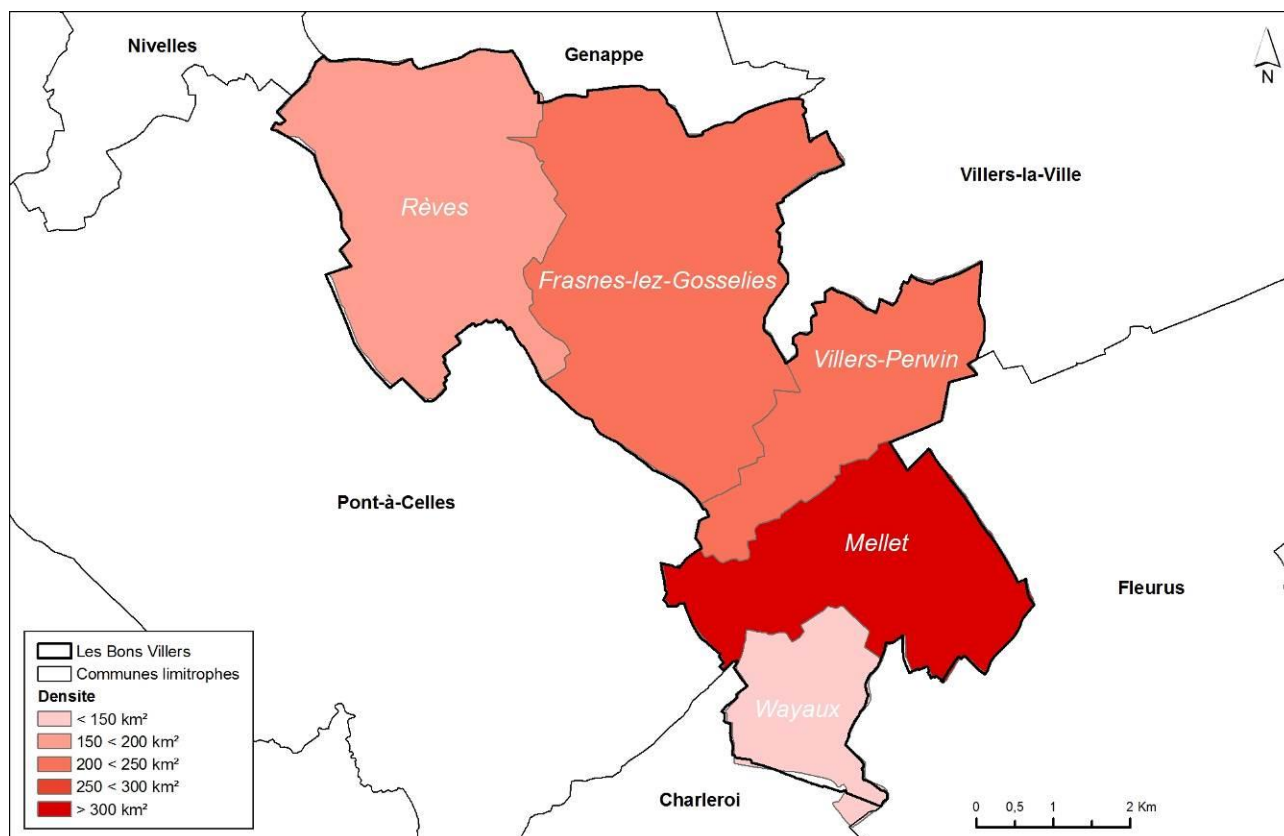 Nivelles
Genappe
N
Villers-la-Ville
Rèves
Frasnes-lez-Gosselies
Villers-Perwin
Pont-à-Celles
Mellet
Fleurus
Wayaux
Charleroi
Les Bons Villers
Communes limitrophes
Densite
< 150 km²
150 < 200 km²
200 < 250 km²
250 < 300 km²
> 300 km²
0 0,5 1 2 Km